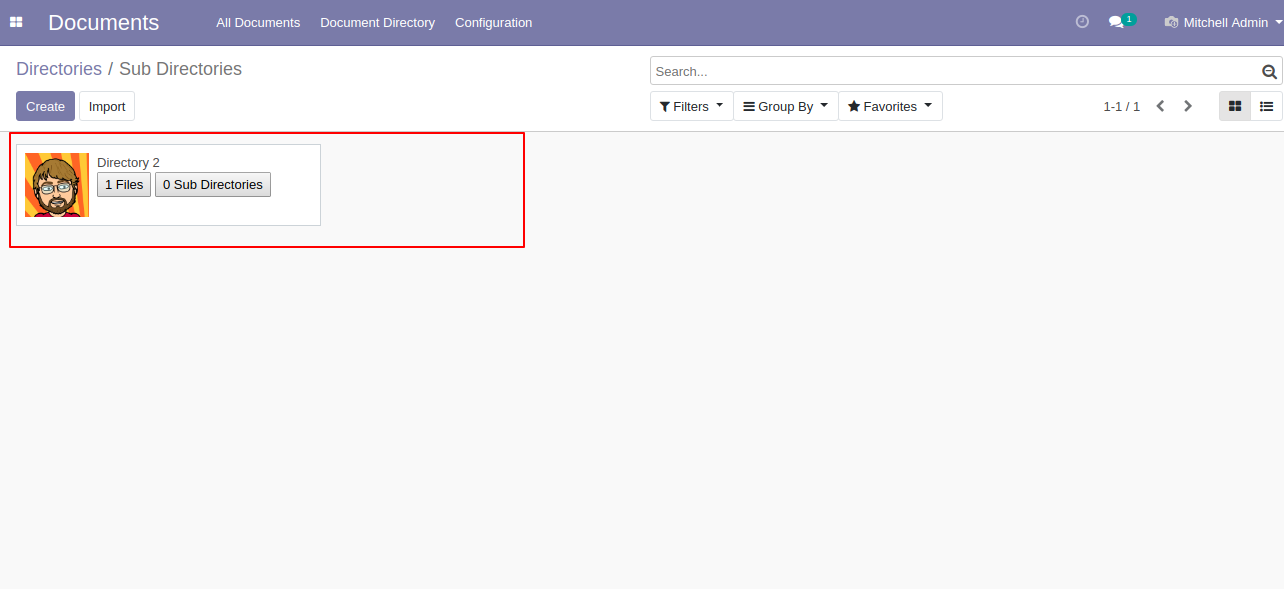 Documents All Documents Document Directory Configuration 1 Mitchell Admin
Directories / Sub Directories
Search...
Create Import Filters Group By Favorites 1-1 / 1
Directory 2
1 Files 0 Sub Directories